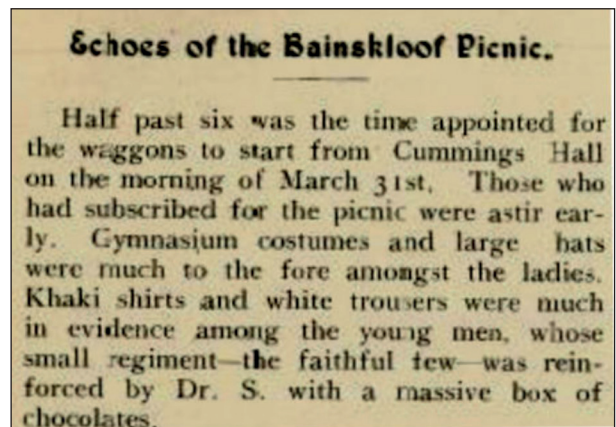 Echoes of the Bainskloof Picnic.
Half past six was the time appointed for
the waggons to start from Cummings Hall
on the morning of March 31st. Those who
had subscribed for the picnic were astir ear-
ly. Gymnasium costumes and large hats
were much to the fore amongst the ladies.
Khaki shirts and white trousers were much
in evidence among the young men, whose
small regiment—the faithful few—was rein-
forced by Dr. S. with a massive box of
chocolates.